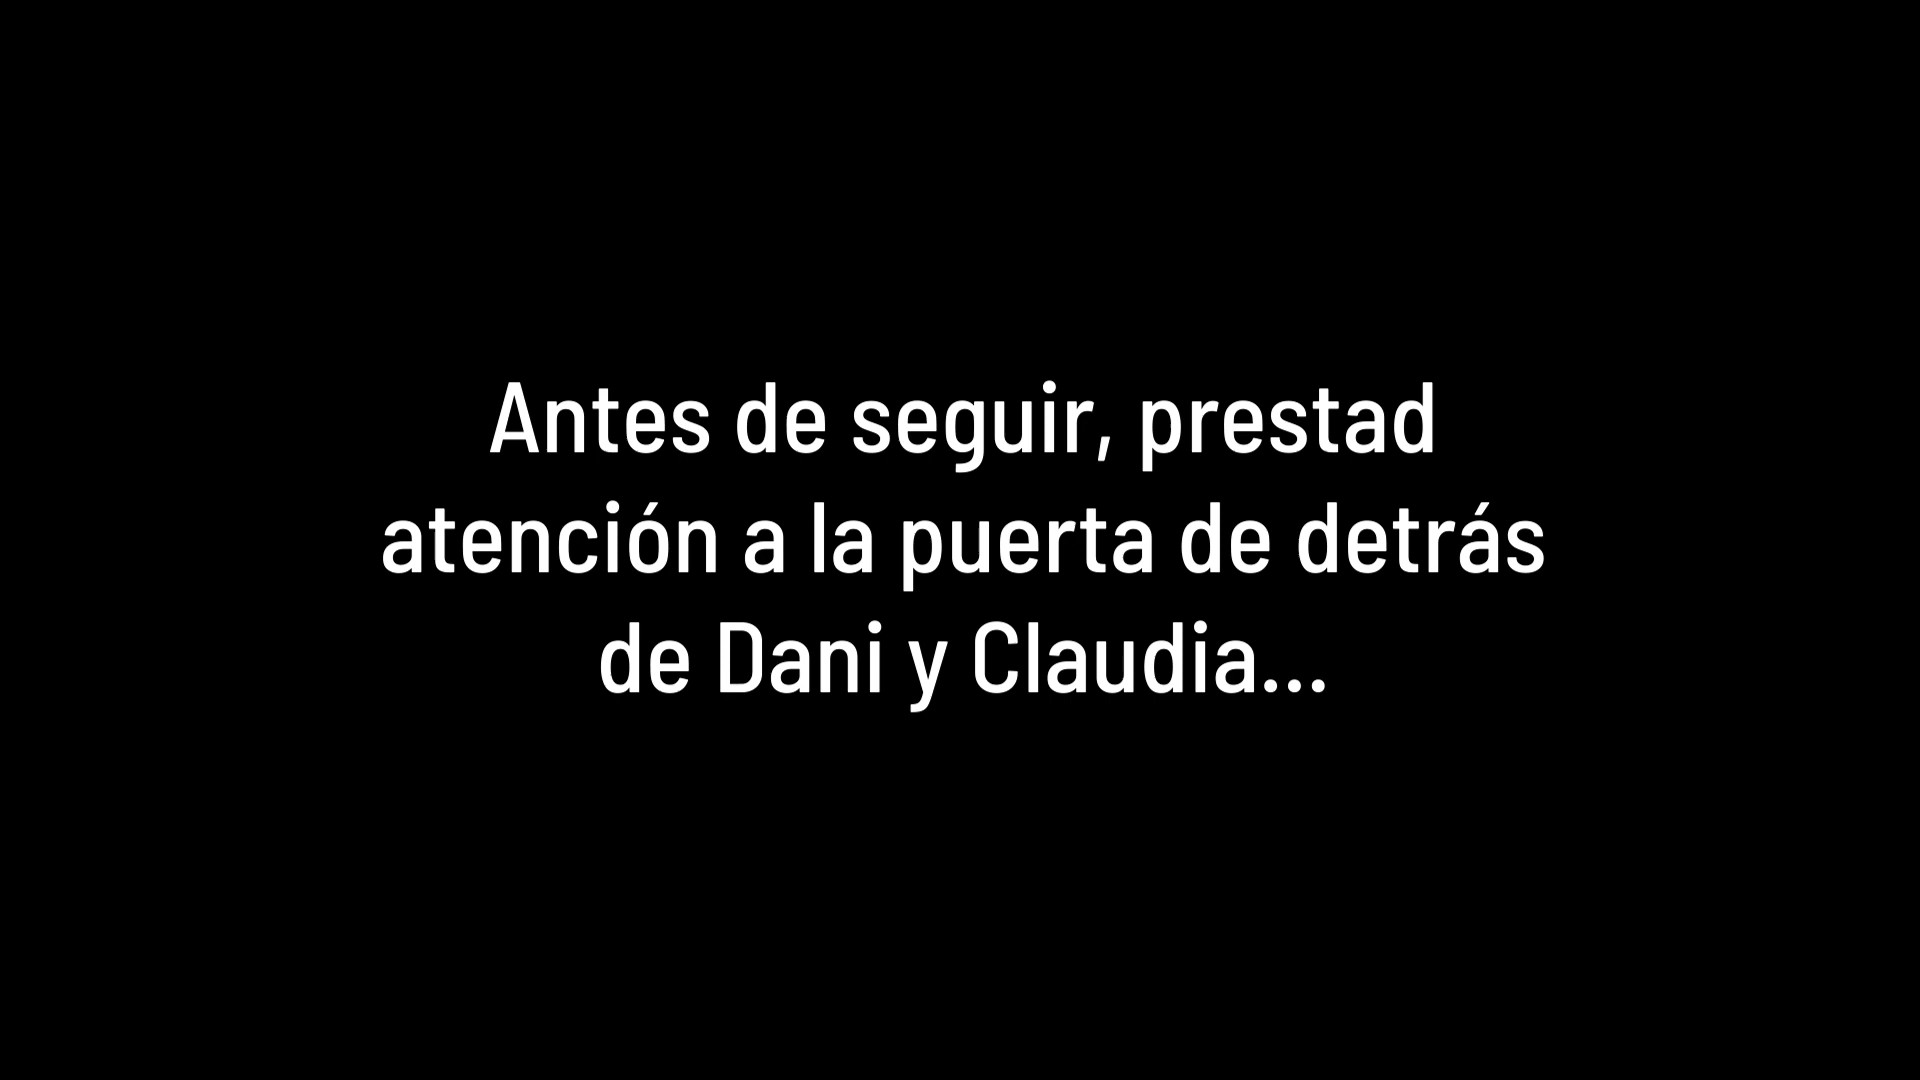 Antes de seguir, prestad
atención a la puerta de detrás
de Dani y Claudia...